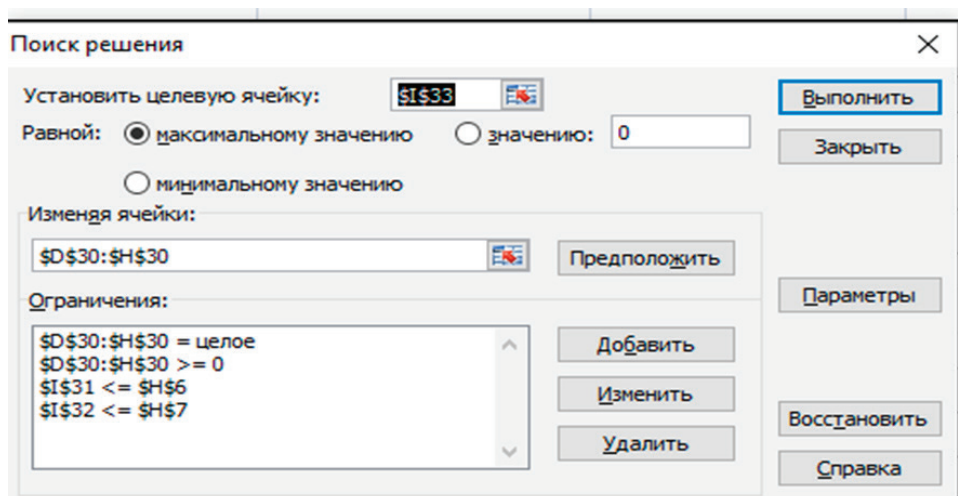 Поиск решения
Установить целевую ячейку: $I$33
Выполнить
Равной: максимальному значению значению: 0
Закрыть
минимальному значению
Изменяя ячейки:
$D$30:$H$30
Предположить
Ограничения:
Параметры
$D$30:$H$30 = целое
$D$30:$H$30 >= 0
$I$31 <= $H$6
$I$32 <= $H$7
Добавить
Изменить
Удалить
Восстановить
Справка